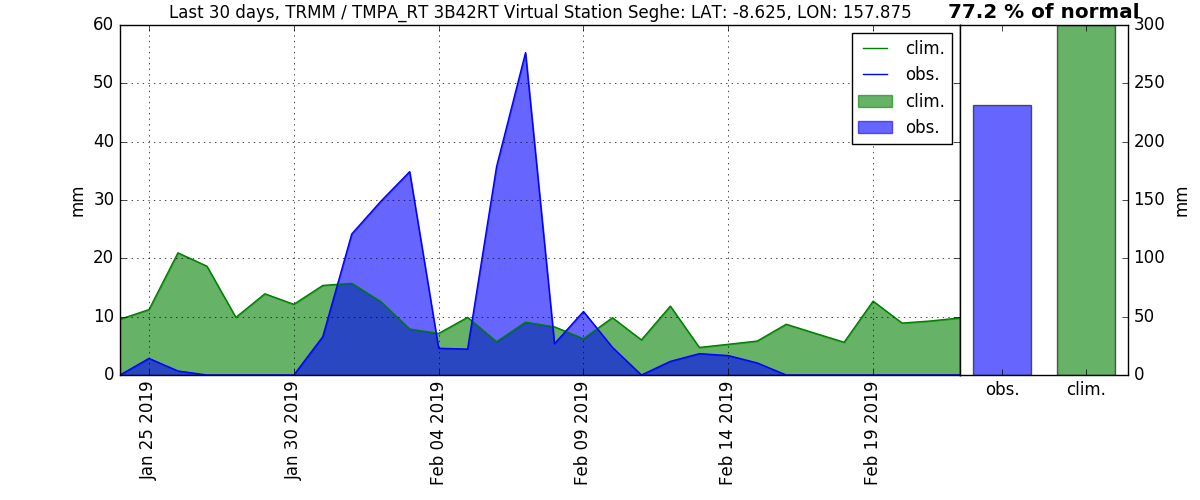 Last 30 days, TRMM / TMPA_RT 3B42RT Virtual Station Seghe: LAT: -8.625, LON: 157.875
77.2 % of normal
mm
60
50
40
30
20
10
0
clim.
obs.
clim.
obs.
Jan 25 2019
Jan 30 2019
Feb 04 2019
Feb 09 2019
Feb 14 2019
Feb 19 2019
300
250
200
150
100
50
0
mm
obs.
clim.